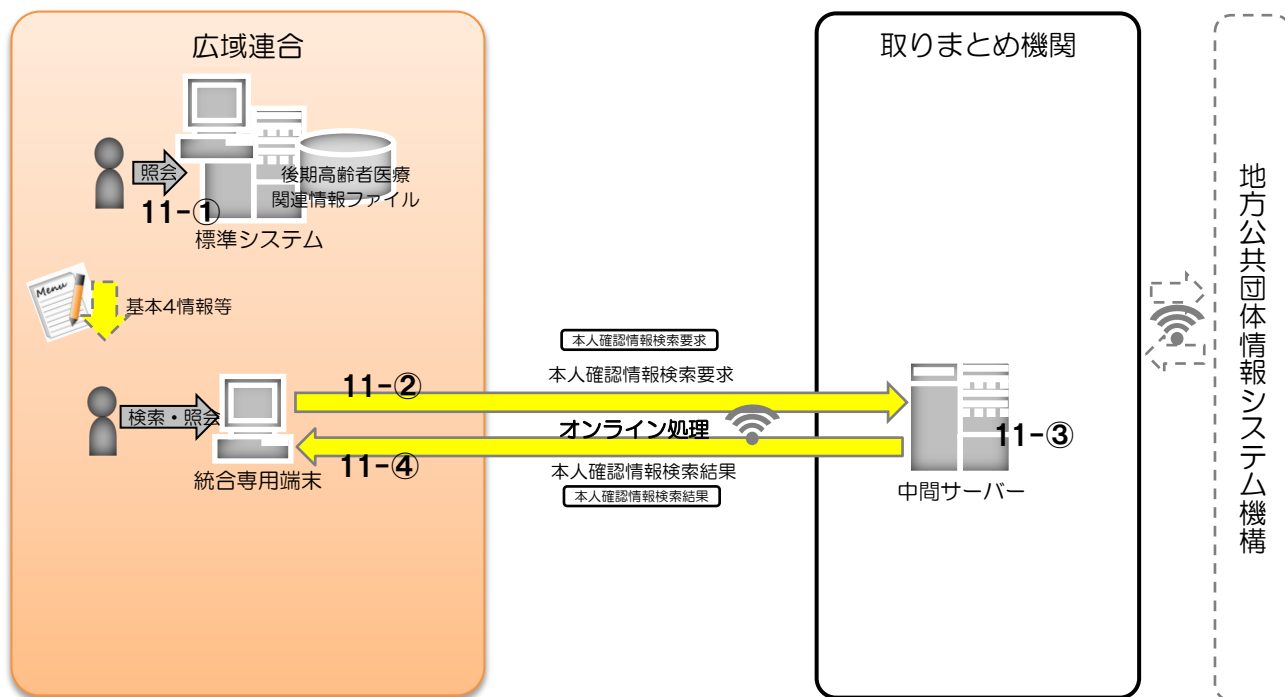 広域連合
照会
11-①
後期高齢者医療
関連情報ファイル
標準システム
Menu
基本4情報等
検索・照会
統合専用端末
本人確認情報検索要求
本人確認情報検索要求
11-②
オンライン処理
11-④
本人確認情報検索結果
本人確認情報検索結果
取りまとめ機関
11-③
中間サーバー
地方公共団体情報システム機構